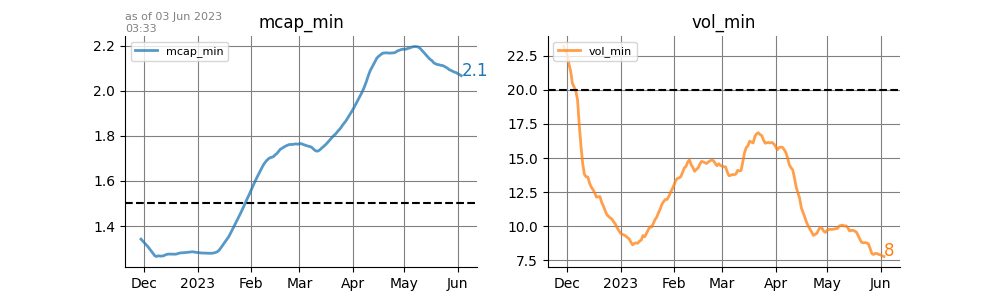 as of 03 Jun 2023
03:33
mcap_min
mcap_min
2.2
2.0
1.8
1.6
1.4
2.1
Dec 2023 Feb Mar Apr May Jun
vol_min
vol_min
22.5
20.0
17.5
15.0
12.5
10.0
7.5
8
Dec 2023 Feb Mar Apr May Jun